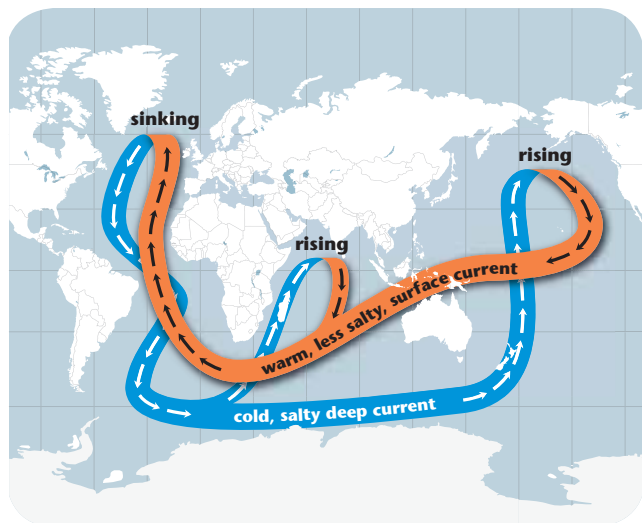 sinking
rising
rising
warm, less salty, surface current
cold, salty deep current